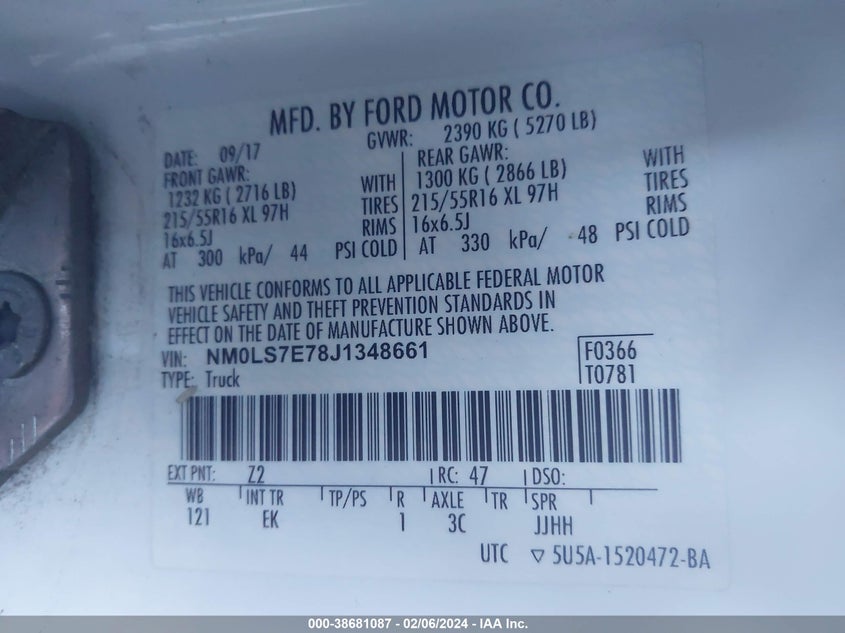 MFD. BY FORD MOTOR CO.
DATE: 09/17 GVWR: 2390 KG ( 5270 LB)
FRONT GAWR: REAR GAWR:
1232 KG ( 2716 LB) WITH 1300 KG ( 2866 LB) WITH
215/55R16 XL 97H TIRES 215/55R16 XL 97H TIRES
16x6.5J RIMS 16x6.5J RIMS
AT 300 kPa/ 44 PSI COLD AT 330 kPa/ 48 PSI COLD
THIS VEHICLE CONFORMS TO ALL APPLICABLE FEDERAL MOTOR
VEHICLE SAFETY AND THEFT PREVENTION STANDARDS IN
EFFECT ON THE DATE OF MANUFACTURE SHOWN ABOVE.
VIN: NM0LS7E78J1348661 F0366
TYPE: Truck T0781
EXT PNT: Z2 RC: 47 DSO:
WB INT TR TP/PS R AXLE TR SPR
121 EK 1 3C JJHH
UTC ▽ 5U5A-1520472-BA
000-38681087 - 02/06/2024 - IAA Inc.